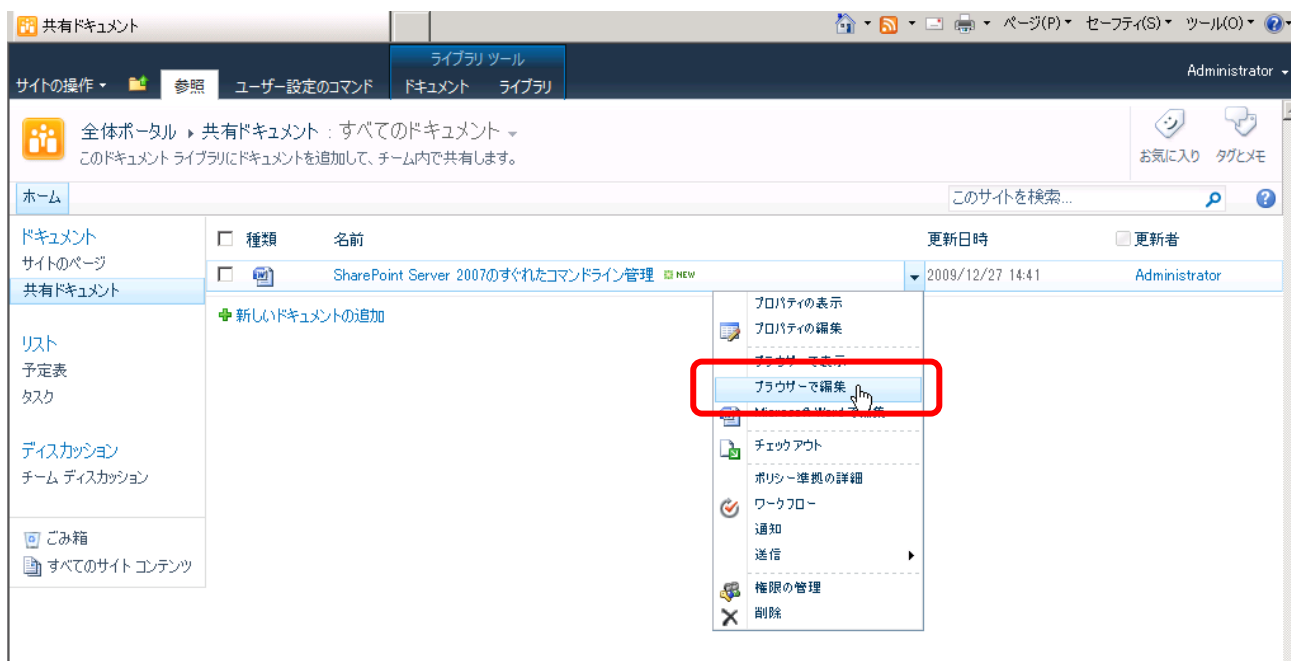 共有ドキュメント
ページ(P) セーフティ(S) ツール(O)
ライブラリ ツール
サイトの操作 参照 ユーザー設定のコマンド ドキュメント ライブラリ Administrator
全体ポータル 共有ドキュメント : すべてのドキュメント
このドキュメント ライブラリにドキュメントを追加して、チーム内で共有します。
お気に入り タグとメモ
ホーム このサイトを検索...
ドキュメント
サイトのページ
共有ドキュメント
リスト
予定表
タスク
ディスカッション
チーム ディスカッション
ごみ箱
すべてのサイト コンテンツ
種類 名前 更新日時 更新者
SharePoint Server 2007のすぐれたコマンドライン管理 NEW 2009/12/27 14:41 Administrator
新しいドキュメントの追加
プロパティの表示
プロパティの編集
ブラウザーで表示
ブラウザーで編集
Microsoft Word で編集
チェックアウト
ポリシー準拠の詳細
ワークフロー
通知
送信
権限の管理
削除